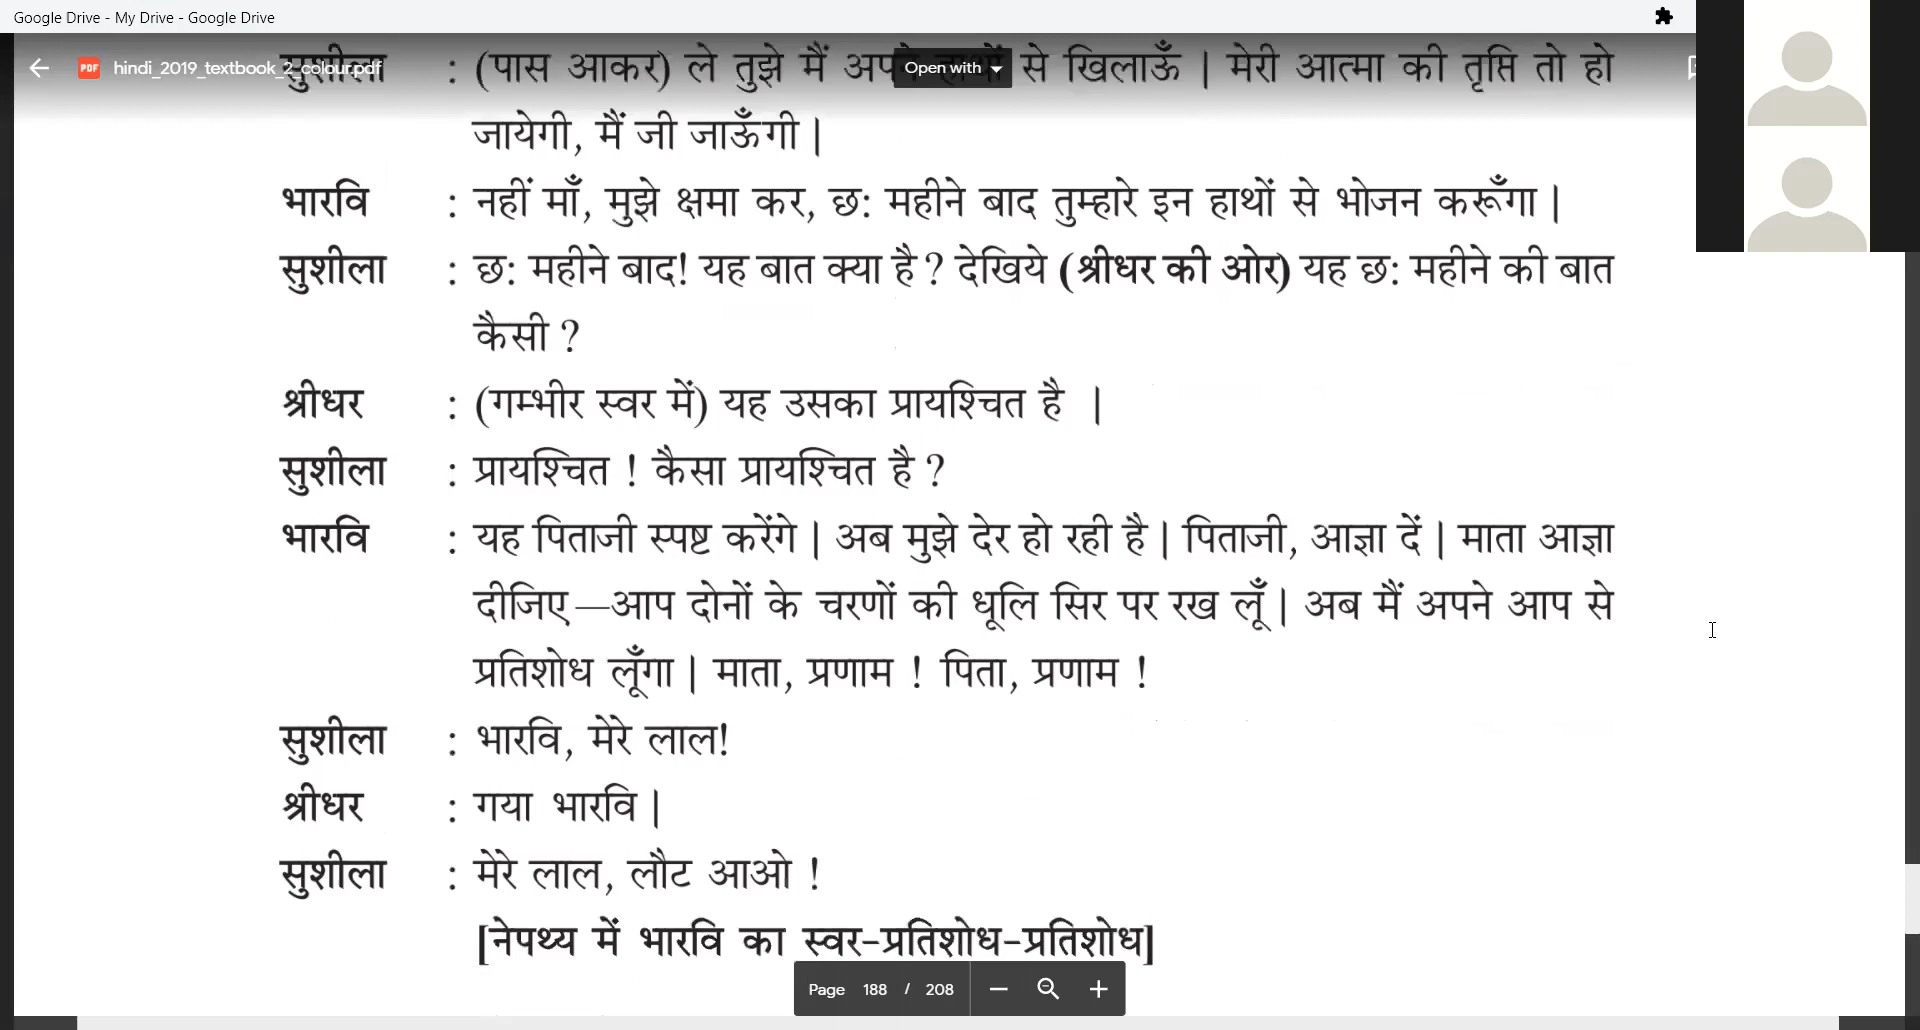 Google Drive - My Drive - Google Drive
hindi_2019_textbook_2_colour.pdf
Open with
सुशीला : (पास आकर) ले तुझे मैं अपने हाथों से खिलाऊँ | मेरी आत्मा की तृप्ति तो हो
जायेगी, मैं जी जाऊँगी |
भारवि : नहीं माँ, मुझे क्षमा कर, छः महीने बाद तुम्हारे इन हाथों से भोजन करूँगा |
सुशीला : छः महीने बाद! यह बात क्या है ? देखिये (श्रीधर की ओर) यह छः महीने की बात
कैसी ?
श्रीधर : (गम्भीर स्वर में) यह उसका प्रायश्चित है |
सुशीला : प्रायश्चित ! कैसा प्रायश्चित है ?
भारवि : यह पिताजी स्पष्ट करेंगे | अब मुझे देर हो रही है | पिताजी, आज्ञा दें | माता आज्ञा
दीजिए—आप दोनों के चरणों की धूलि सिर पर रख लूँ | अब मैं अपने आप से
प्रतिशोध लूँगा | माता, प्रणाम ! पिता, प्रणाम !
सुशीला : भारवि, मेरे लाल!
श्रीधर : गया भारवि |
सुशीला : मेरे लाल, लौट आओ !
[नेपथ्य में भारवि का स्वर-प्रतिशोध-प्रतिशोध]
Page 188 / 208